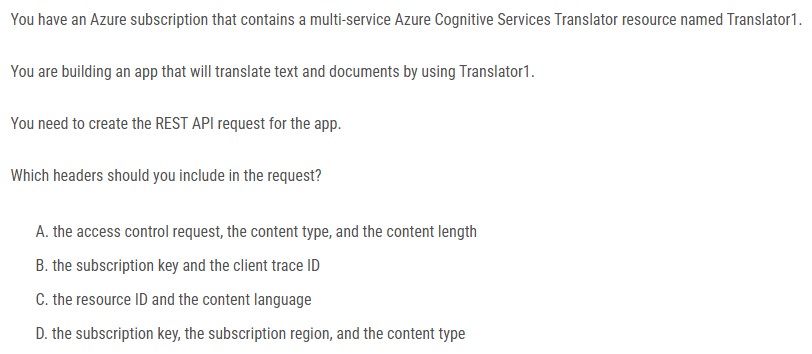 You have an Azure subscription that contains a multi-service Azure Cognitive Services Translator resource named Translator1.
You are building an app that will translate text and documents by using Translator1.
You need to create the REST API request for the app.
Which headers should you include in the request?
A. the access control request, the content type, and the content length
B. the subscription key and the client trace ID
C. the resource ID and the content language
D. the subscription key, the subscription region, and the content type